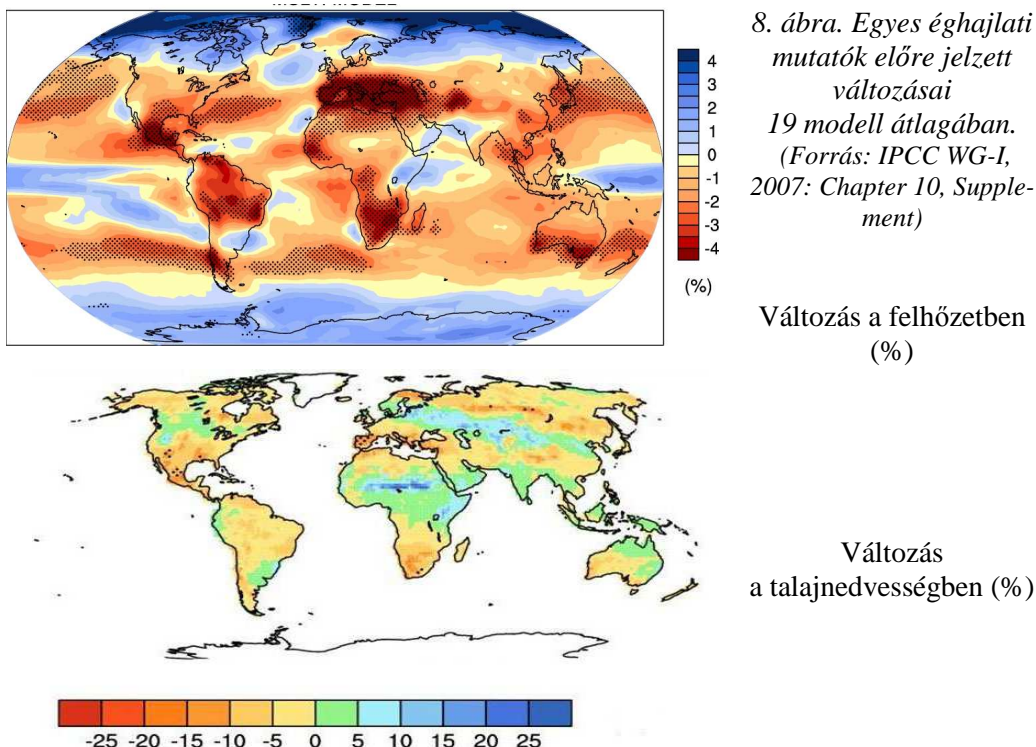 8. ábra. Egyes éghajlati
mutatók előre jelzett
változásai
19 modell átlagában.
(Forrás: IPCC WG-I,
2007: Chapter 10, Supple-
ment)
4
3
2
1
0
-1
-2
-3
-4
(%)
Változás a felhőzetben
(%)
Változás
a talajnedvességben (%)
-25 -20 -15 -10 -5 0 5 10 15 20 25